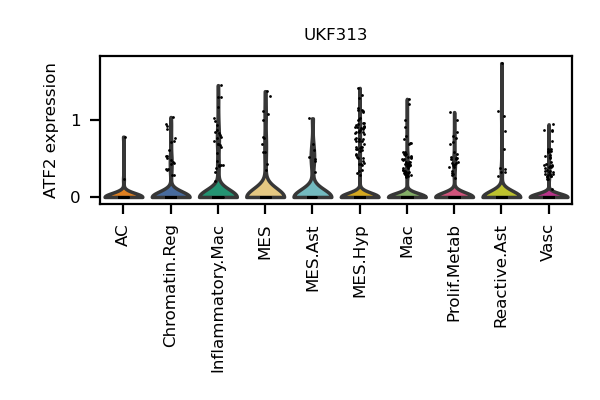 UKF313
ATF2 expression
1
0
AC
Chromatin.Reg
Inflammatory.Mac
MES
MES.Ast
MES.Hyp
Mac
Prolif.Metab
Reactive.Ast
Vasc